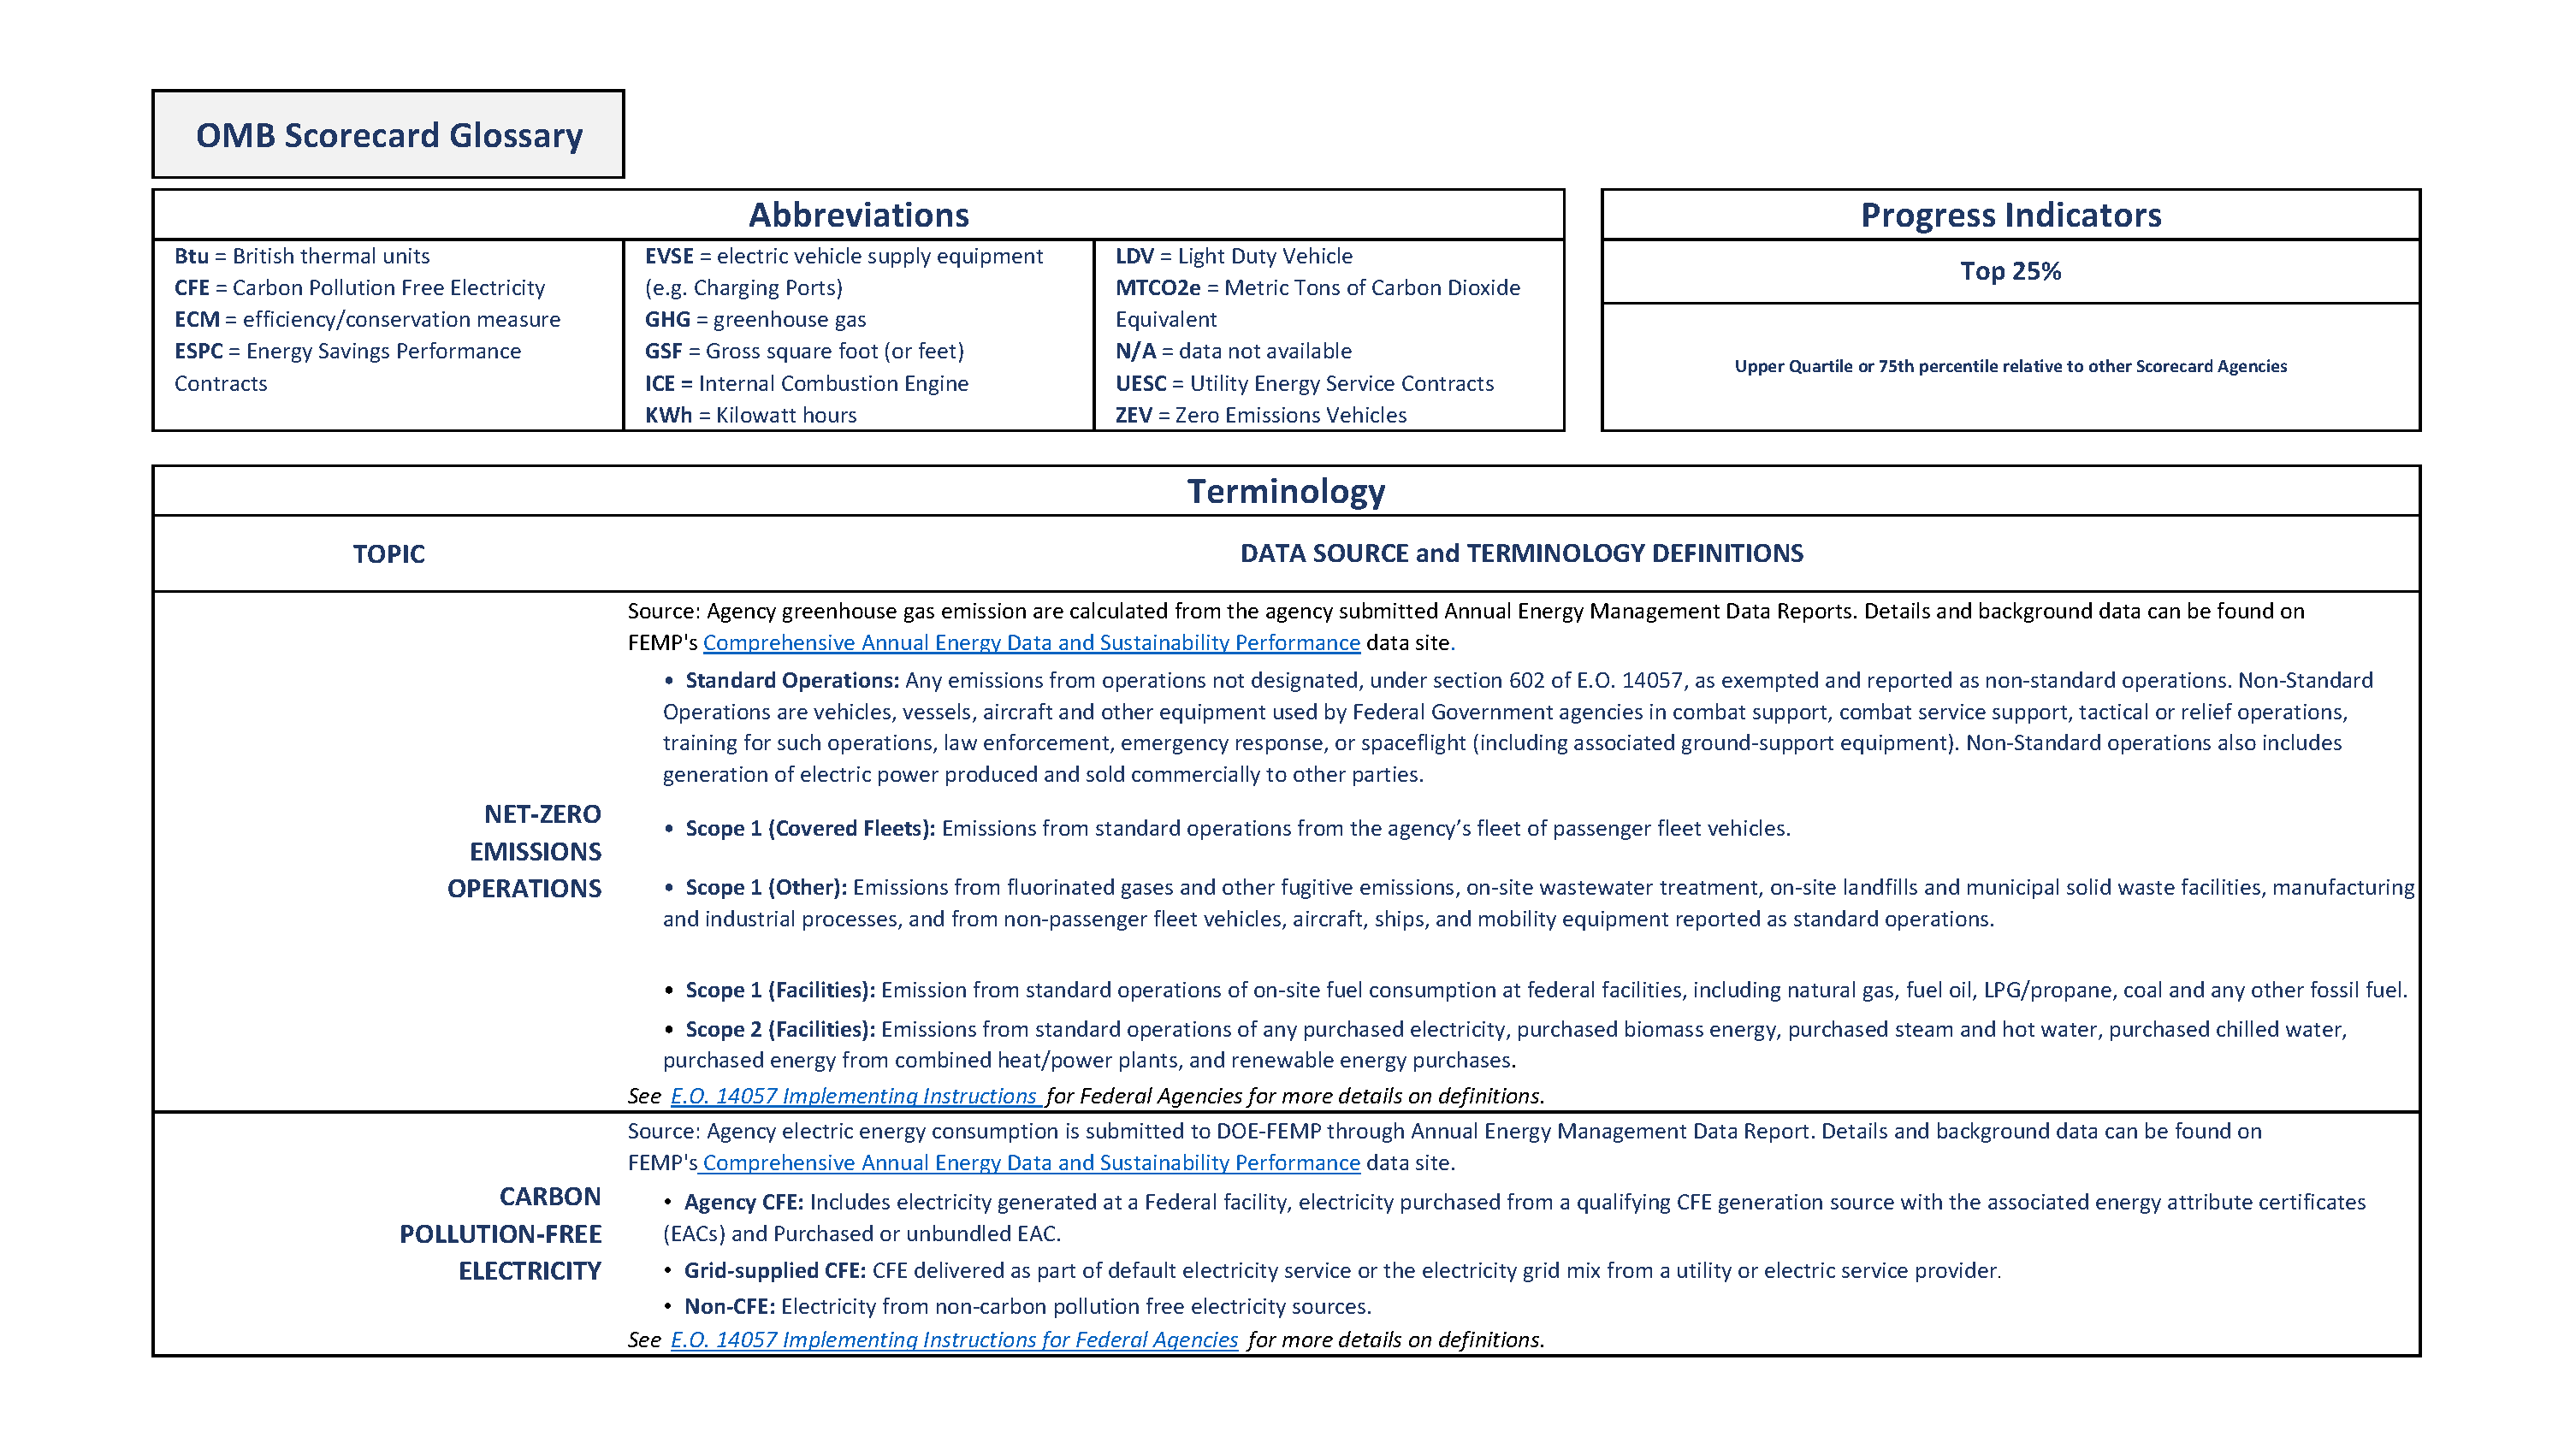 OMB Scorecard Glossary
Abbreviations
Btu = British thermal units
CFE = Carbon Pollution Free Electricity
ECM = efficiency/conservation measure
ESPC = Energy Savings Performance
Contracts
EVSE = electric vehicle supply equipment
(e.g. Charging Ports)
GHG = greenhouse gas
GSF = Gross square foot (or feet)
ICE = Internal Combustion Engine
KWh = Kilowatt hours
LDV = Light Duty Vehicle
MTCO2e = Metric Tons of Carbon Dioxide
Equivalent
N/A = data not available
UESC = Utility Energy Service Contracts
ZEV = Zero Emissions Vehicles
Progress Indicators
Top 25%
Upper Quartile or 75th percentile relative to other Scorecard Agencies
Terminology
TOPIC
DATA SOURCE and TERMINOLOGY DEFINITIONS
NET-ZERO
EMISSIONS
OPERATIONS
Source: Agency greenhouse gas emission are calculated from the agency submitted Annual Energy Management Data Reports. Details and background data can be found on
FEMP's Comprehensive Annual Energy Data and Sustainability Performance data site.
• Standard Operations: Any emissions from operations not designated, under section 602 of E.O. 14057, as exempted and reported as non-standard operations. Non-Standard
Operations are vehicles, vessels, aircraft and other equipment used by Federal Government agencies in combat support, combat service support, tactical or relief operations,
training for such operations, law enforcement, emergency response, or spaceflight (including associated ground-support equipment). Non-Standard operations also includes
generation of electric power produced and sold commercially to other parties.
• Scope 1 (Covered Fleets): Emissions from standard operations from the agency’s fleet of passenger fleet vehicles.
• Scope 1 (Other): Emissions from fluorinated gases and other fugitive emissions, on-site wastewater treatment, on-site landfills and municipal solid waste facilities, manufacturing
and industrial processes, and from non-passenger fleet vehicles, aircraft, ships, and mobility equipment reported as standard operations.
• Scope 1 (Facilities): Emission from standard operations of on-site fuel consumption at federal facilities, including natural gas, fuel oil, LPG/propane, coal and any other fossil fuel.
• Scope 2 (Facilities): Emissions from standard operations of any purchased electricity, purchased biomass energy, purchased steam and hot water, purchased chilled water,
purchased energy from combined heat/power plants, and renewable energy purchases.
See E.O. 14057 Implementing Instructions for Federal Agencies for more details on definitions.
CARBON
POLLUTION-FREE
ELECTRICITY
Source: Agency electric energy consumption is submitted to DOE-FEMP through Annual Energy Management Data Report. Details and background data can be found on
FEMP's Comprehensive Annual Energy Data and Sustainability Performance data site.
• Agency CFE: Includes electricity generated at a Federal facility, electricity purchased from a qualifying CFE generation source with the associated energy attribute certificates
(EACs) and Purchased or unbundled EAC.
• Grid-supplied CFE: CFE delivered as part of default electricity service or the electricity grid mix from a utility or electric service provider.
• Non-CFE: Electricity from non-carbon pollution free electricity sources.
See E.O. 14057 Implementing Instructions for Federal Agencies for more details on definitions.